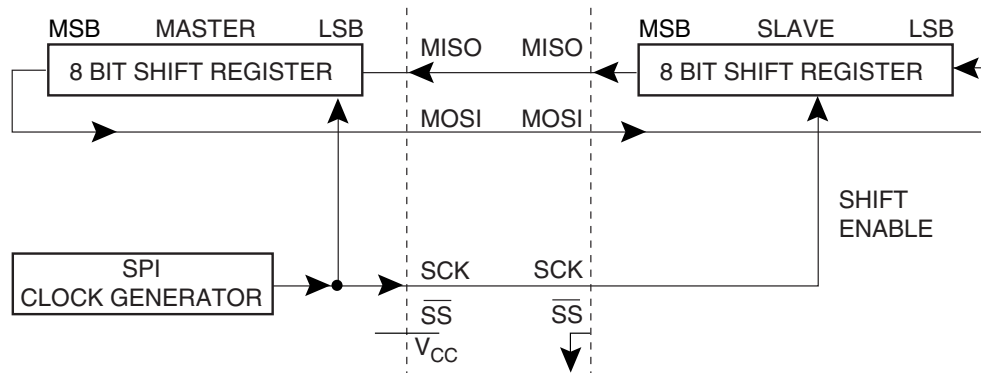 MSB MASTER LSB
MISO MISO
MSB SLAVE LSB
8 BIT SHIFT REGISTER
8 BIT SHIFT REGISTER
MOSI MOSI
SHIFT
ENABLE
SPI
CLOCK GENERATOR
SCK SCK
SS SS
VCC